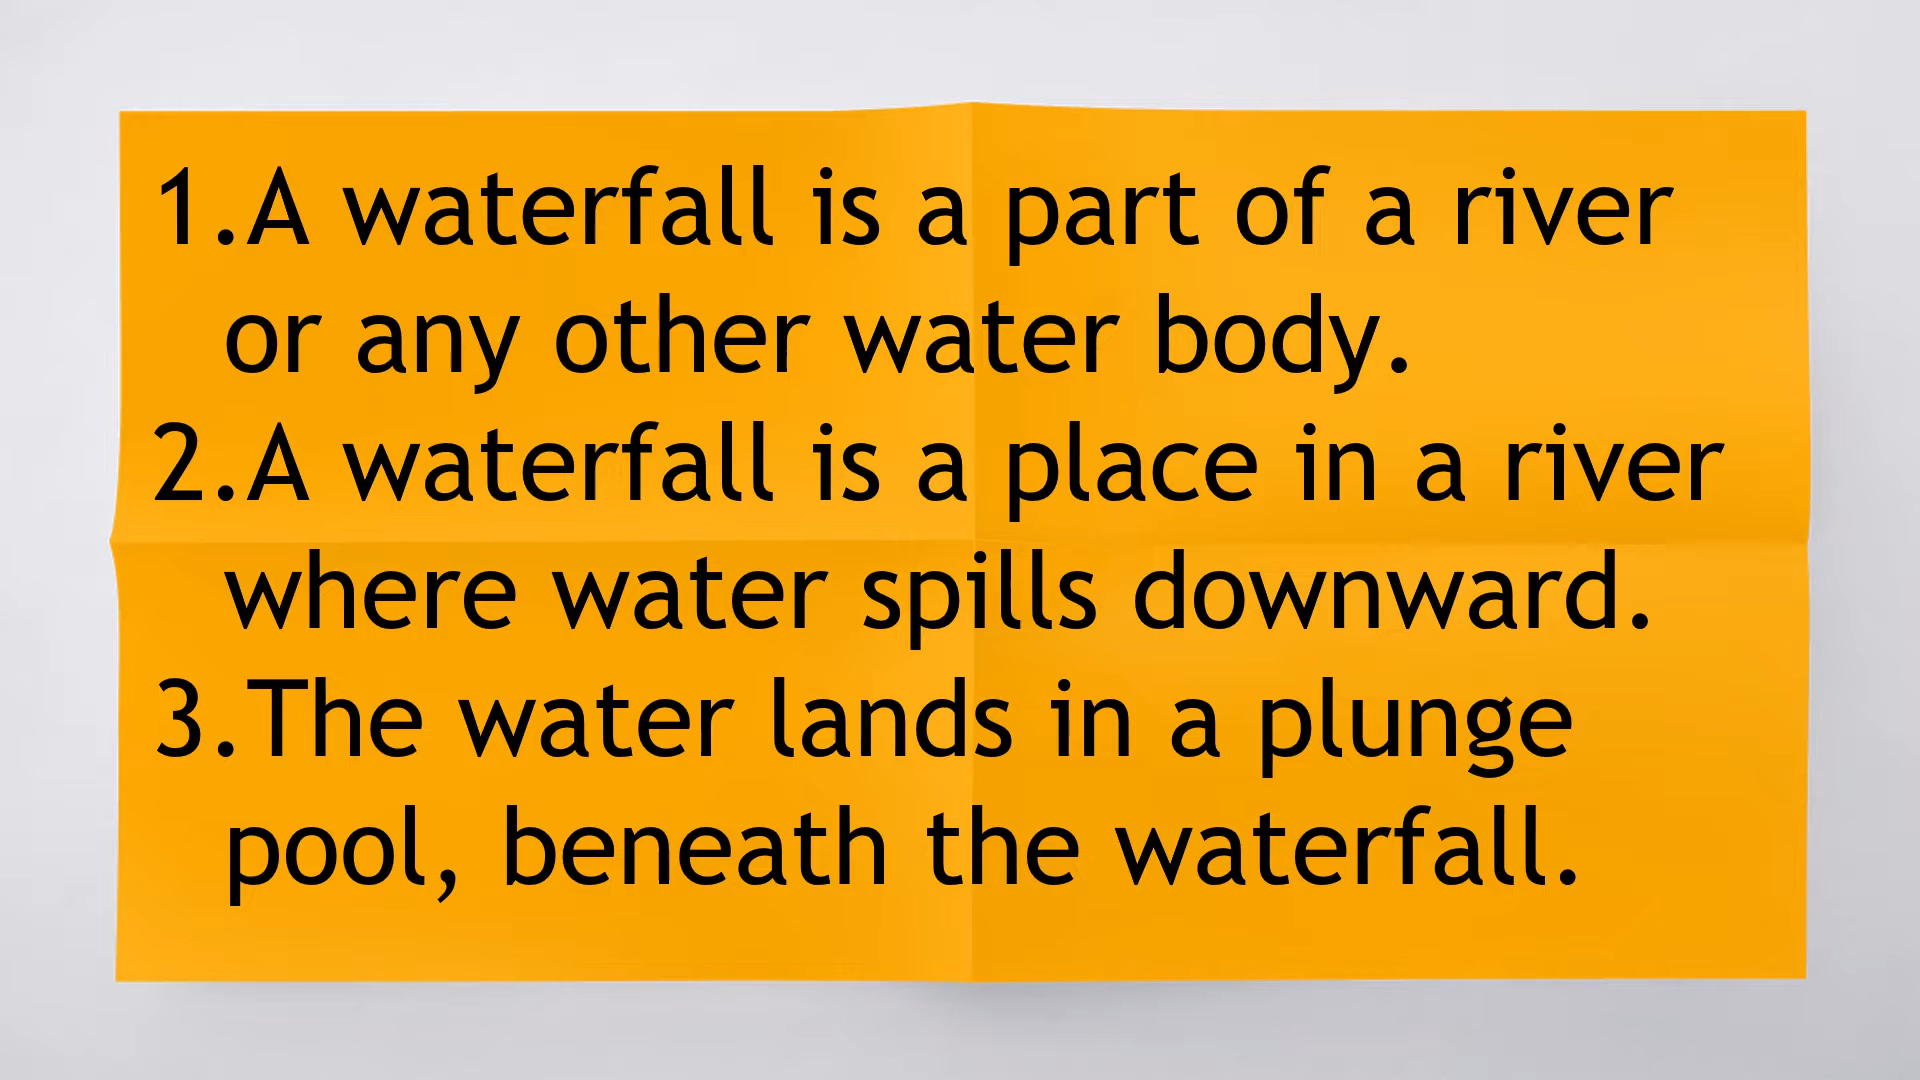 1.A waterfall is a part of a river
or any other water body.
2.A waterfall is a place in a river
where water spills downward.
3.The water lands in a plunge
pool, beneath the waterfall.